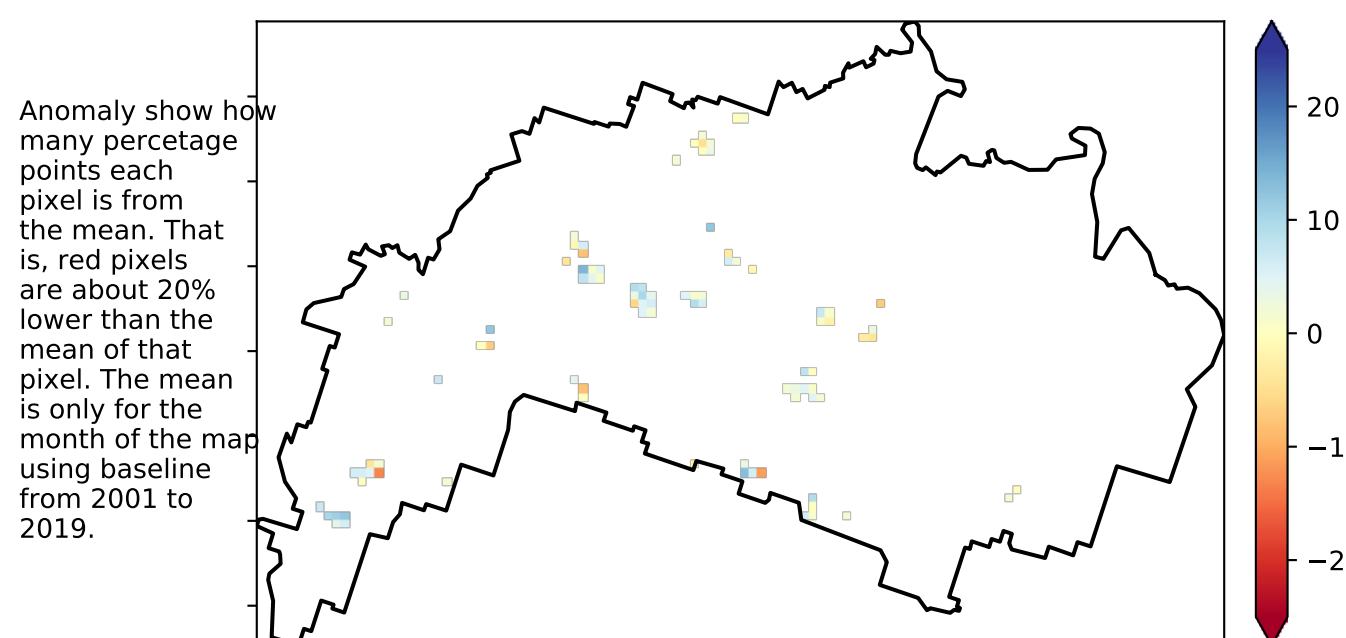 Anomaly show how
many percetage
points each
pixel is from
the mean. That
is, red pixels
are about 20%
lower than the
mean of that
pixel. The mean
is only for the
month of the map
using baseline
from 2001 to
2019.
20
10
0
−1
−2